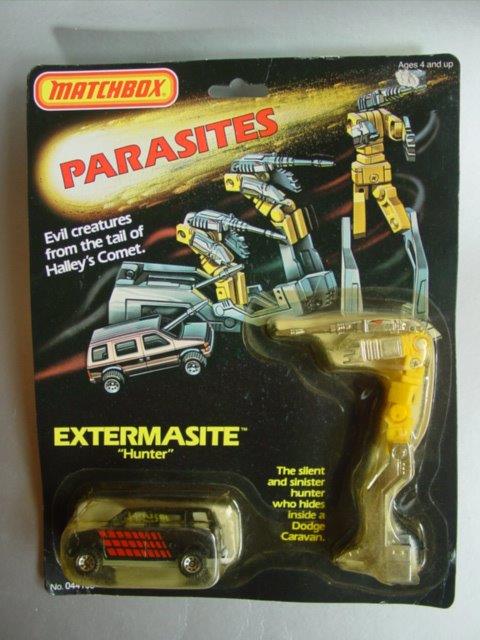 Ages 4 and up
MATCHBOX
PARASITES
Evil creatures
from the tail of
Halley's Comet.
EXTERMASITE™
"Hunter"
The silent
and sinister
hunter
who hides
inside a
Dodge
Caravan.
No.